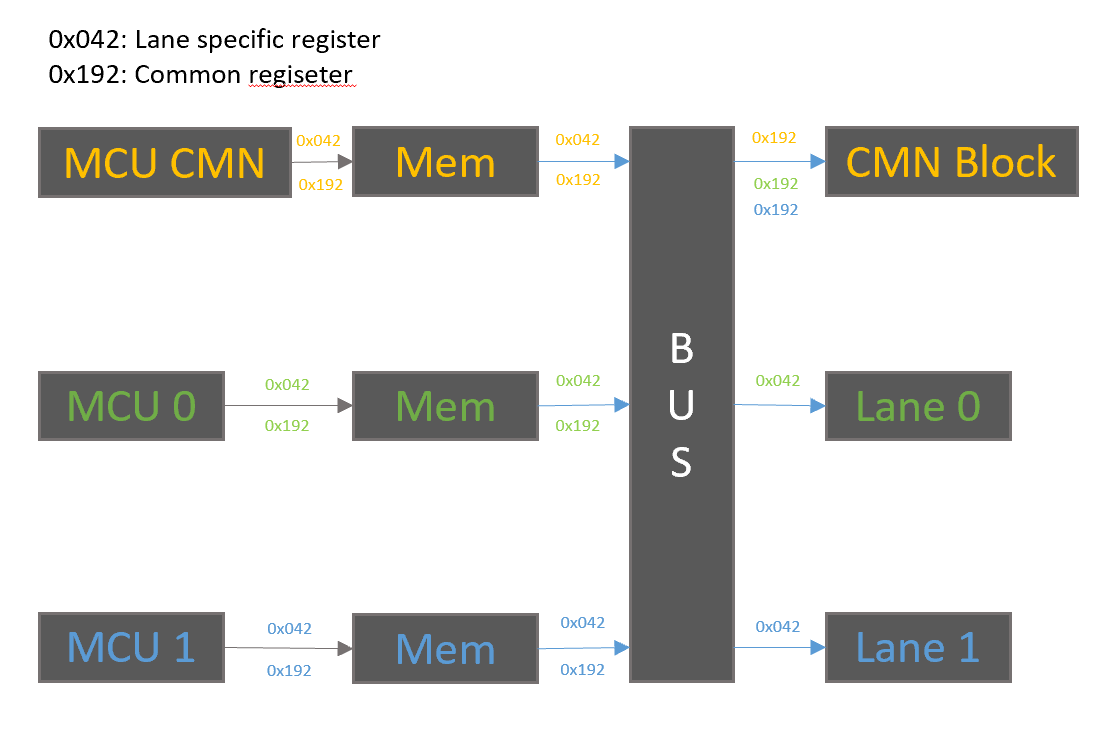 0x042: Lane specific register
0x192: Common regiseter
MCU CMN
0x042
0x192
Mem
0x042
0x192
0x192
0x192
0x192
CMN Block
MCU 0
0x042
0x192
Mem
0x042
0x192
B
U
S
0x042
Lane 0
MCU 1
0x042
0x192
Mem
0x042
0x192
0x042
Lane 1